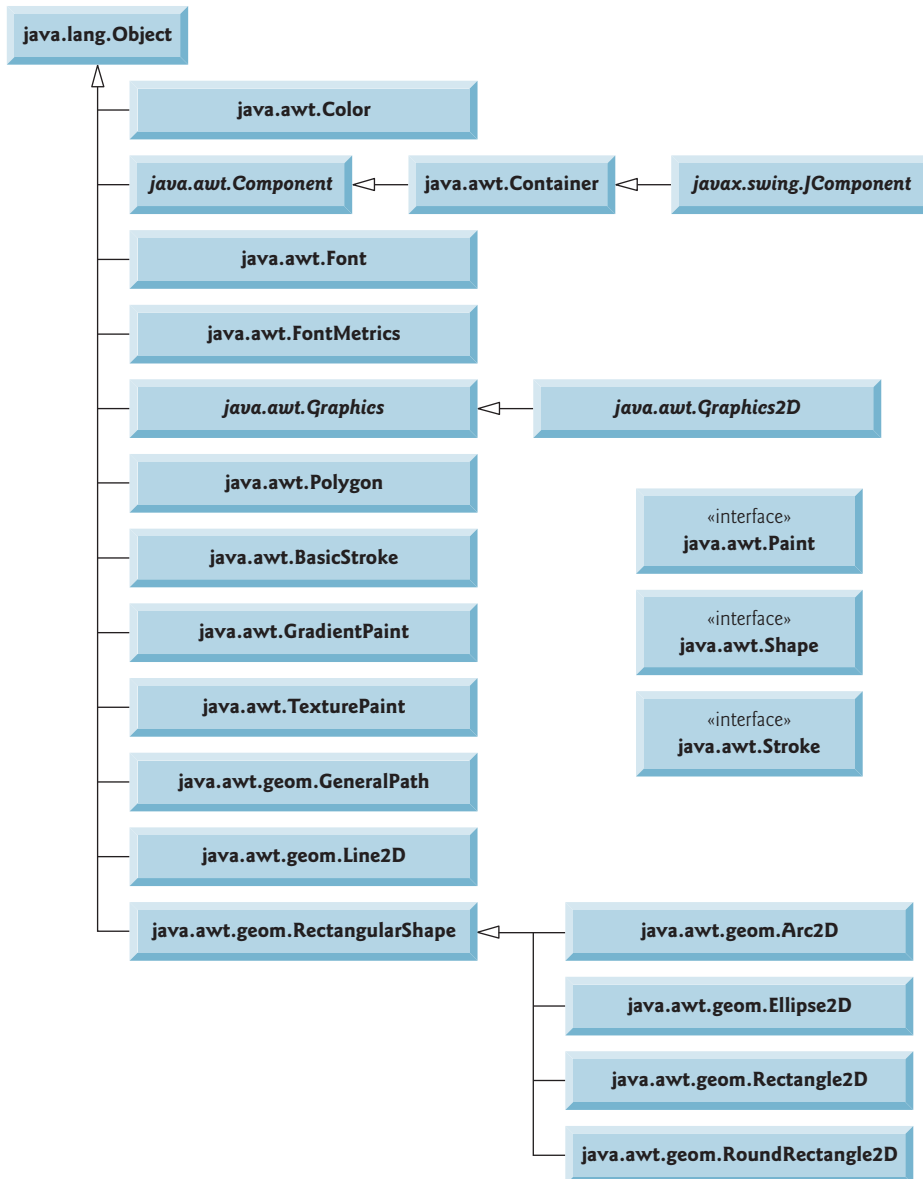 java.lang.Object
java.awt.Color
java.awt.Component
java.awt.Container
javax.swing.JComponent
java.awt.Font
java.awt.FontMetrics
java.awt.Graphics
java.awt.Graphics2D
java.awt.Polygon
«interface»
java.awt.Paint
java.awt.BasicStroke
java.awt.GradientPaint
«interface»
java.awt.Shape
java.awt.TexturePaint
«interface»
java.awt.Stroke
java.awt.geom.GeneralPath
java.awt.geom.Line2D
java.awt.geom.RectangularShape
java.awt.geom.Arc2D
java.awt.geom.Ellipse2D
java.awt.geom.Rectangle2D
java.awt.geom.RoundRectangle2D